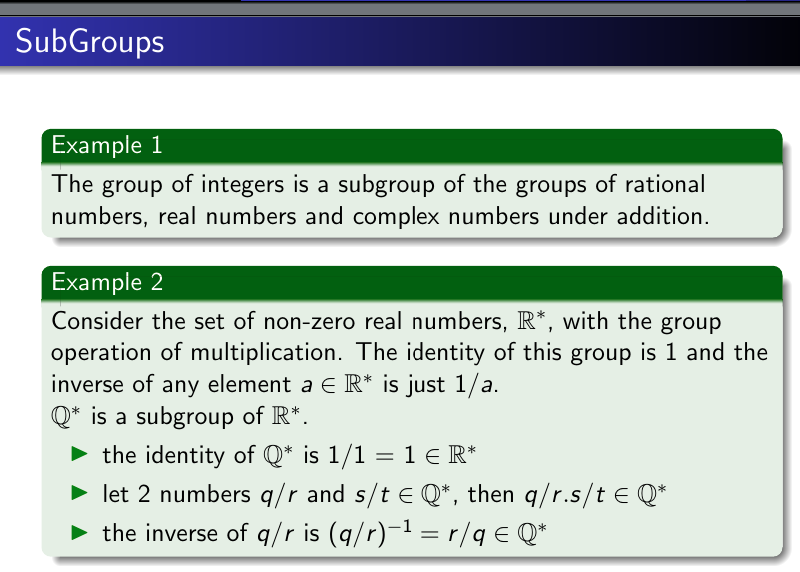 SubGroups
Example 1
The group of integers is a subgroup of the groups of rational
numbers, real numbers and complex numbers under addition.
Example 2
Consider the set of non-zero real numbers, ℝ*, with the group
operation of multiplication. The identity of this group is 1 and the
inverse of any element a ∈ ℝ* is just 1/a.
ℚ* is a subgroup of ℝ*.
▶ the identity of ℚ* is 1/1 = 1 ∈ ℝ*
▶ let 2 numbers q/r and s/t ∈ ℚ*, then q/r.s/t ∈ ℚ*
▶ the inverse of q/r is (q/r)⁻¹ = r/q ∈ ℚ*